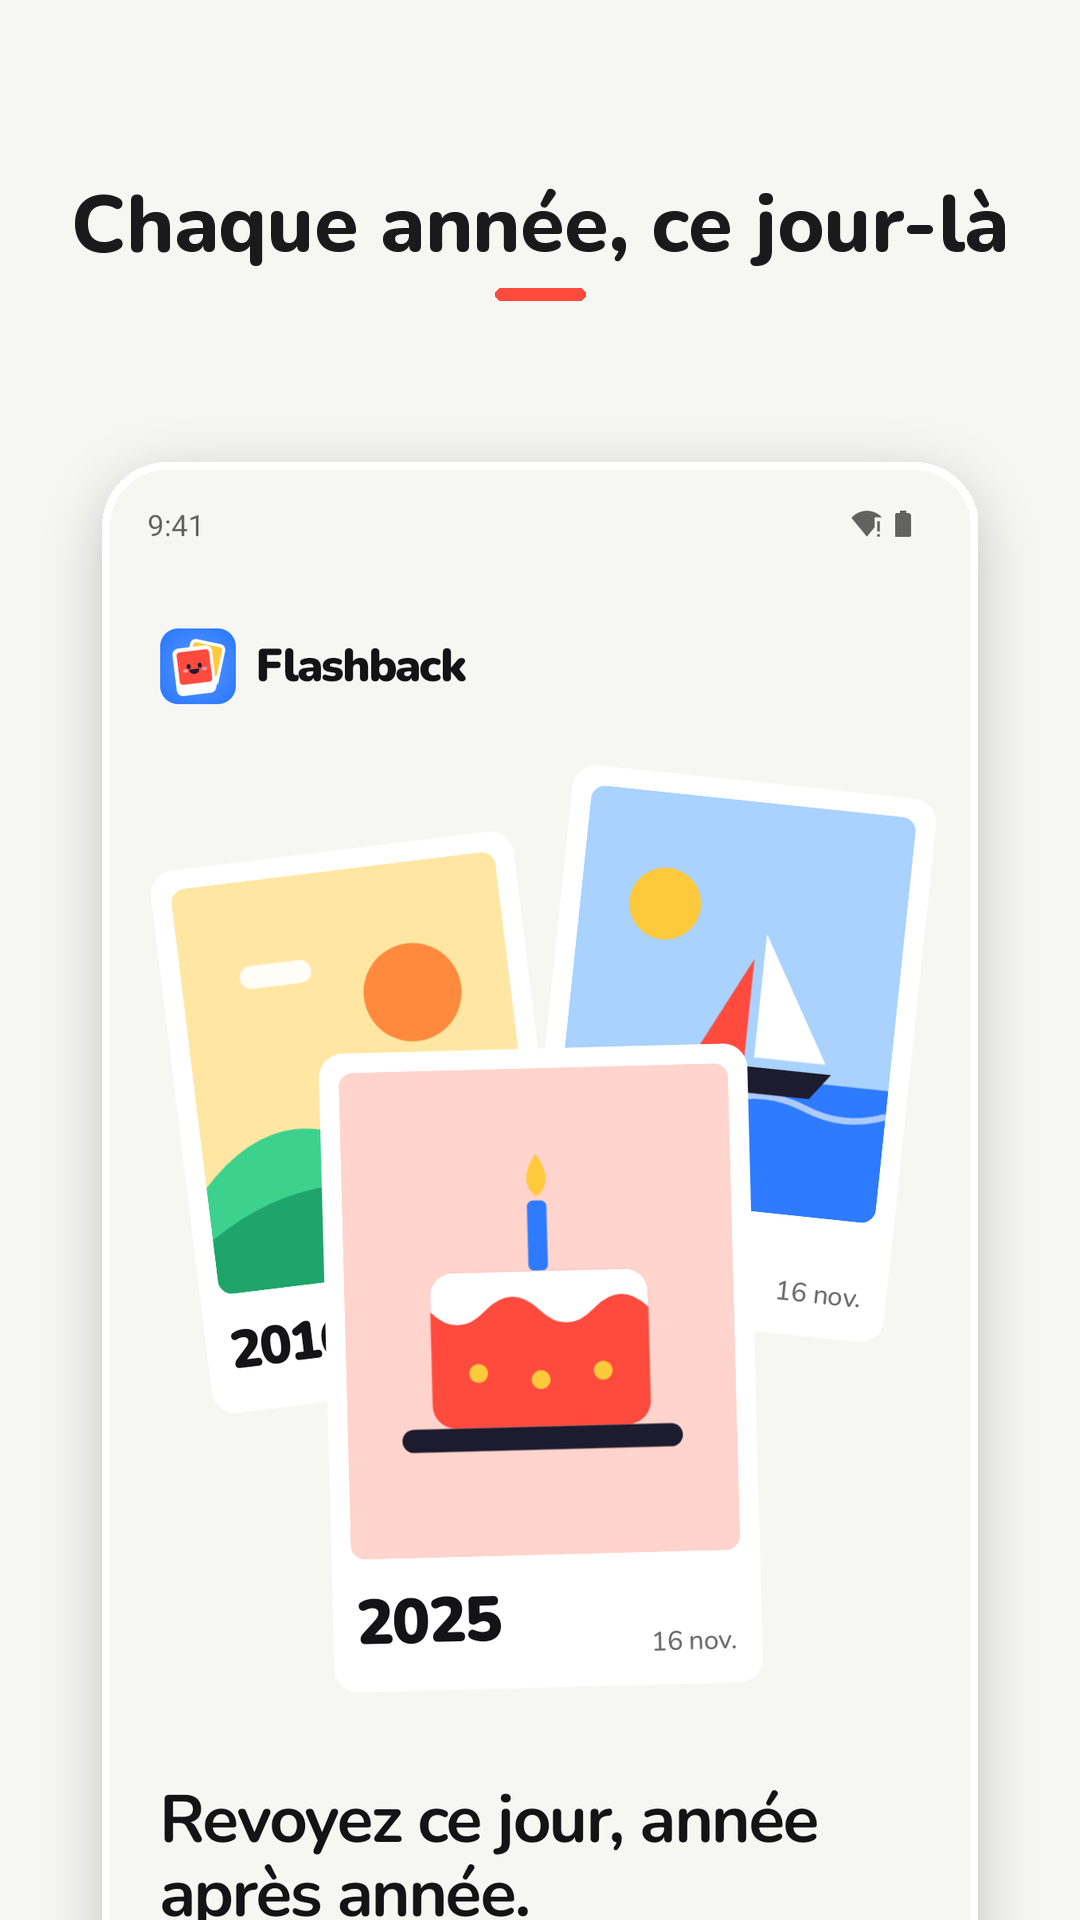 Chaque année, ce jour-là
9:41
Flashback
16 nov.
2025
16 nov.
Revoyez ce jour, année
après année.